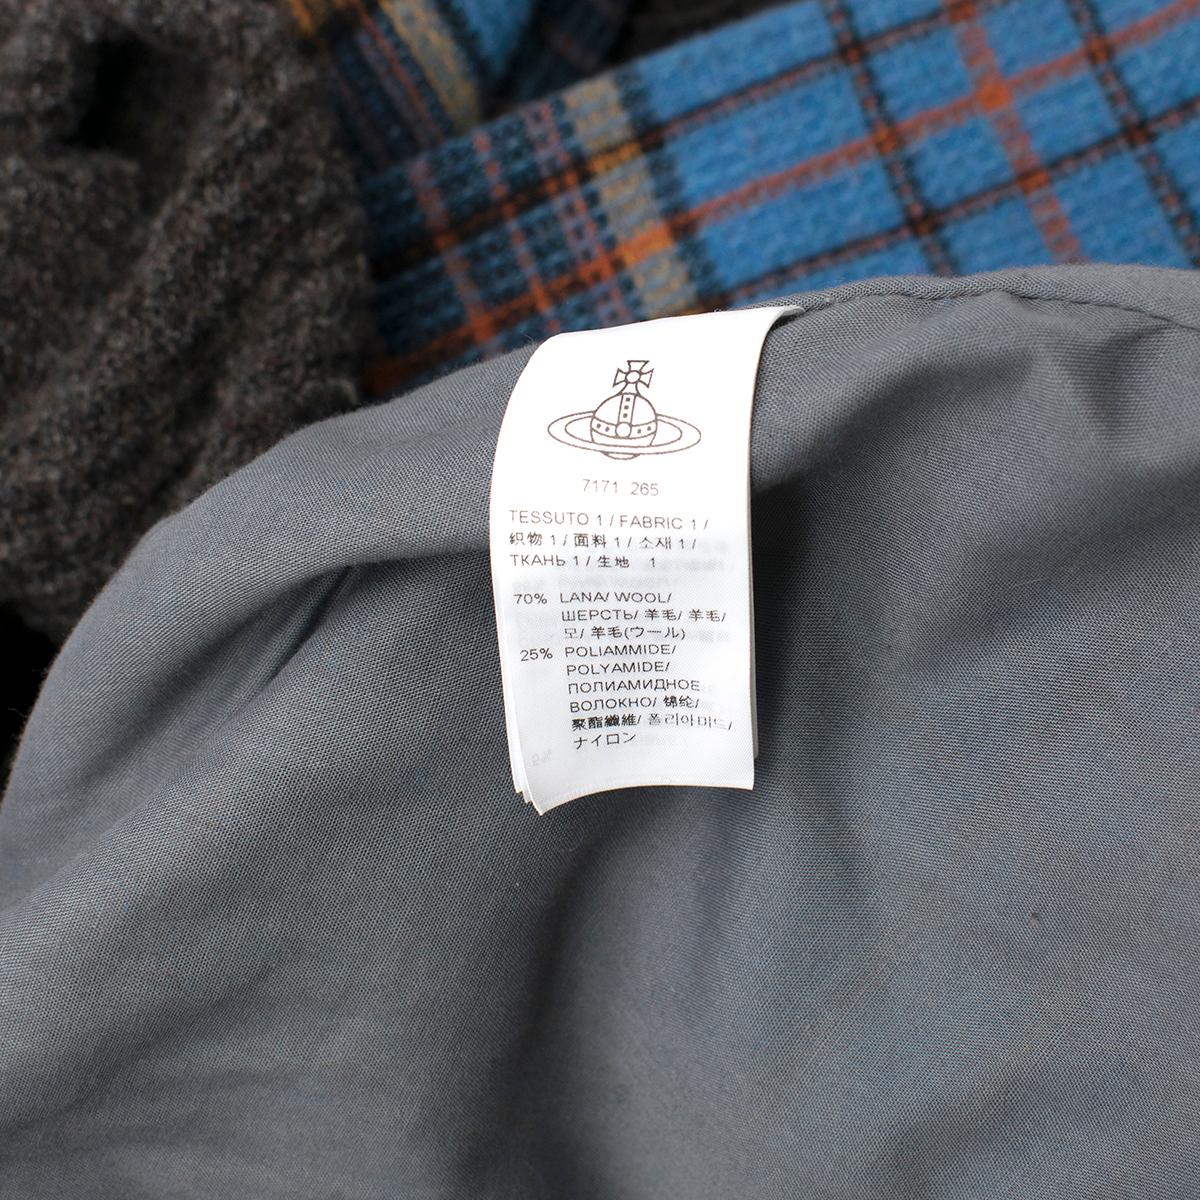 7171 265
TESSUTO 1 / FABRIC 1 /
织物 1 / 面料 1 / 소재 1 /
ТКАНЬ 1 / 生地 1
70% LANA/ WOOL/
ШЕРСТЬ/ 羊毛/ 羊毛/
모/ 羊毛(ウール)
25% POLIAMMIDE/
POLYAMIDE/
ПОЛИАМИДНОЕ
ВОЛОКНО/ 锦纶/
聚酯纖維/ 폴리아미드/
ナイロン